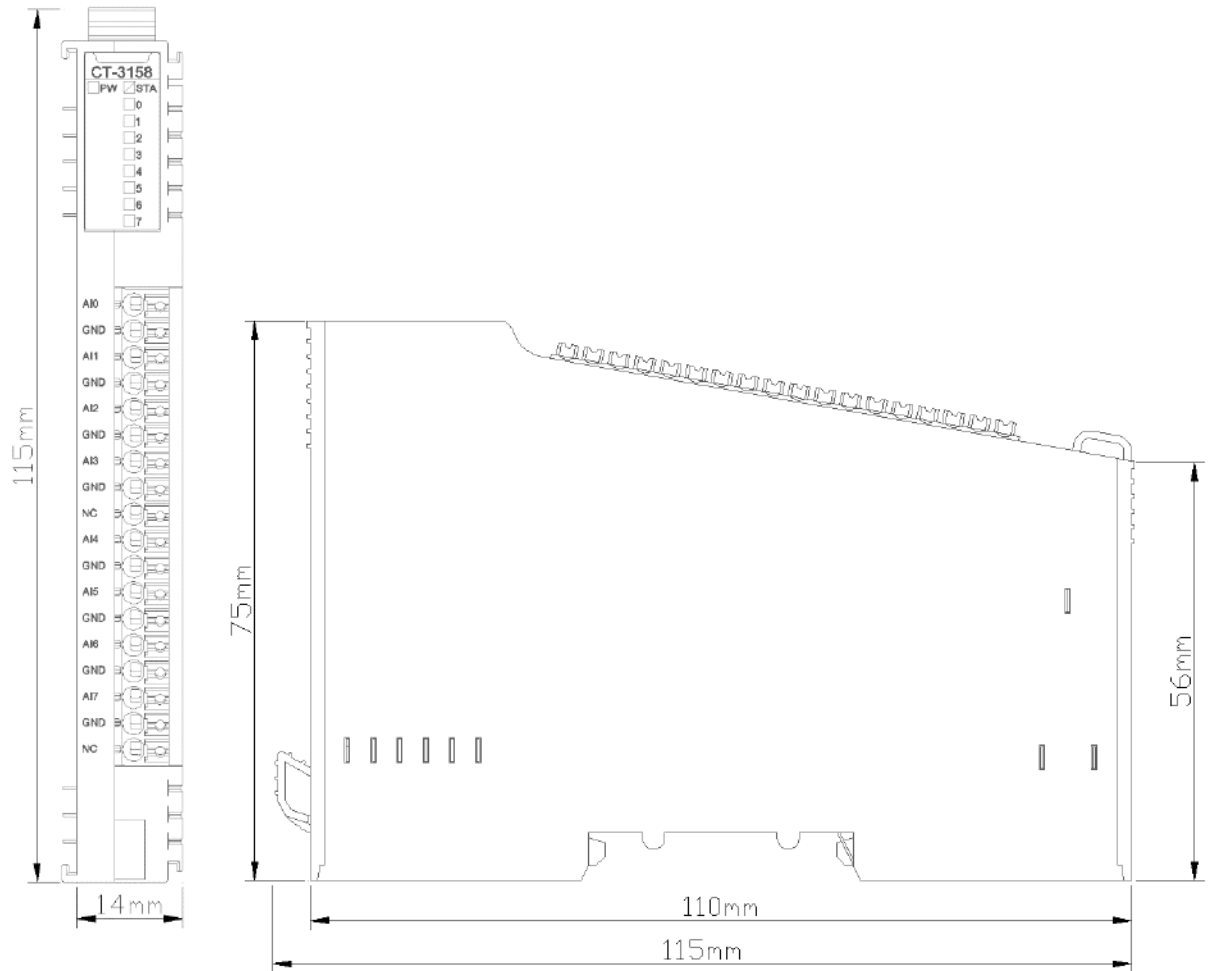 CT-3158
PW STA
0
1
2
3
4
5
6
7
AI0
GND
AI1
GND
AI2
GND
AI3
GND
NC
AI4
GND
AI5
GND
AI6
GND
AI7
GND
NC
115mm
14mm
75mm
56mm
110mm
115mm